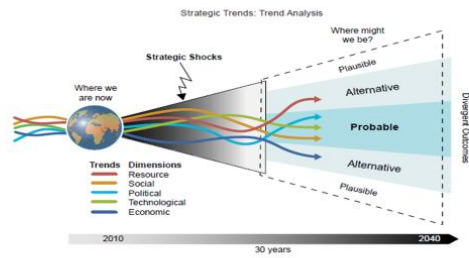 Strategic Trends: Trend Analysis
Where might
we be?
Strategic Shocks
Plausible
Where we
are now
Alternative
Probable
Divergent Outcomes
Trends Dimensions
Resource
Social
Political
Technological
Economic
Alternative
Plausible
2010
2040
30 years